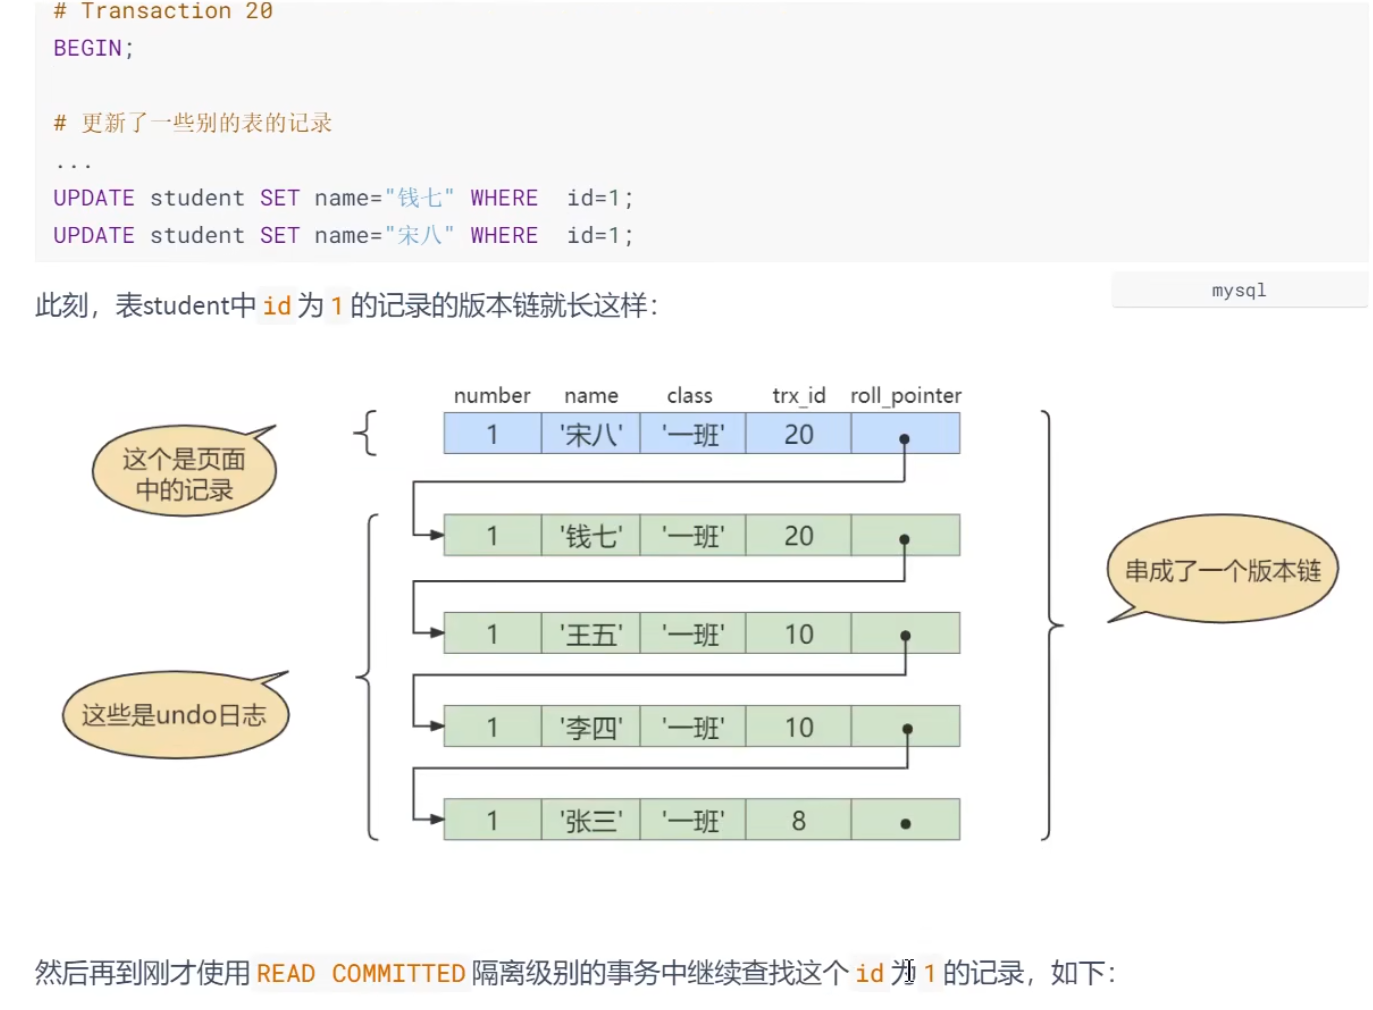 # Transaction 20
BEGIN;
# 更新了一些别的表的记录
...
UPDATE student SET name="钱七" WHERE  id=1;
UPDATE student SET name="宋八" WHERE  id=1;
mysql
此刻，表student中 id 为 1 的记录的版本链就长这样：
number name class trx_id roll_pointer
1 '宋八' '一班' 20
这个是页面
中的记录
1 '钱七' '一班' 20
串成了一个版本链
1 '王五' '一班' 10
这些是undo日志
1 '李四' '一班' 10
1 '张三' '一班' 8
然后再到刚才使用 READ COMMITTED 隔离级别的事务中继续查找这个 id 为 1 的记录，如下：